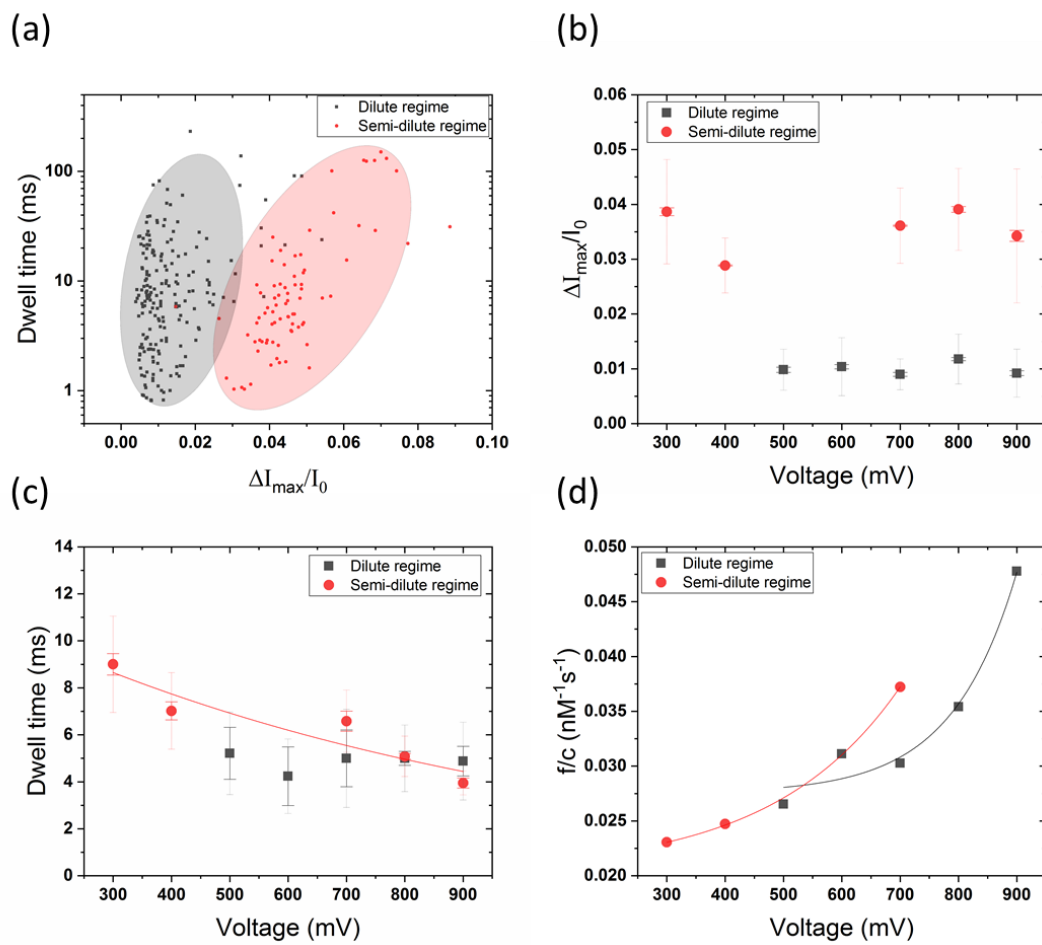 (a)
Dilute regime
Semi-dilute regime
Dwell time (ms)
100
10
1
0.00 0.02 0.04 0.06 0.08 0.10
ΔImax/I0
(b)
Dilute regime
Semi-dilute regime
ΔImax/I0
0.06
0.05
0.04
0.03
0.02
0.01
0.00
300 400 500 600 700 800 900
Voltage (mV)
(c)
Dilute regime
Semi-dilute regime
Dwell time (ms)
14
12
10
8
6
4
2
0
300 400 500 600 700 800 900
Voltage (mV)
(d)
Dilute regime
Semi-dilute regime
f/c (nM-1s-1)
0.050
0.045
0.040
0.035
0.030
0.025
0.020
300 400 500 600 700 800 900
Voltage (mV)